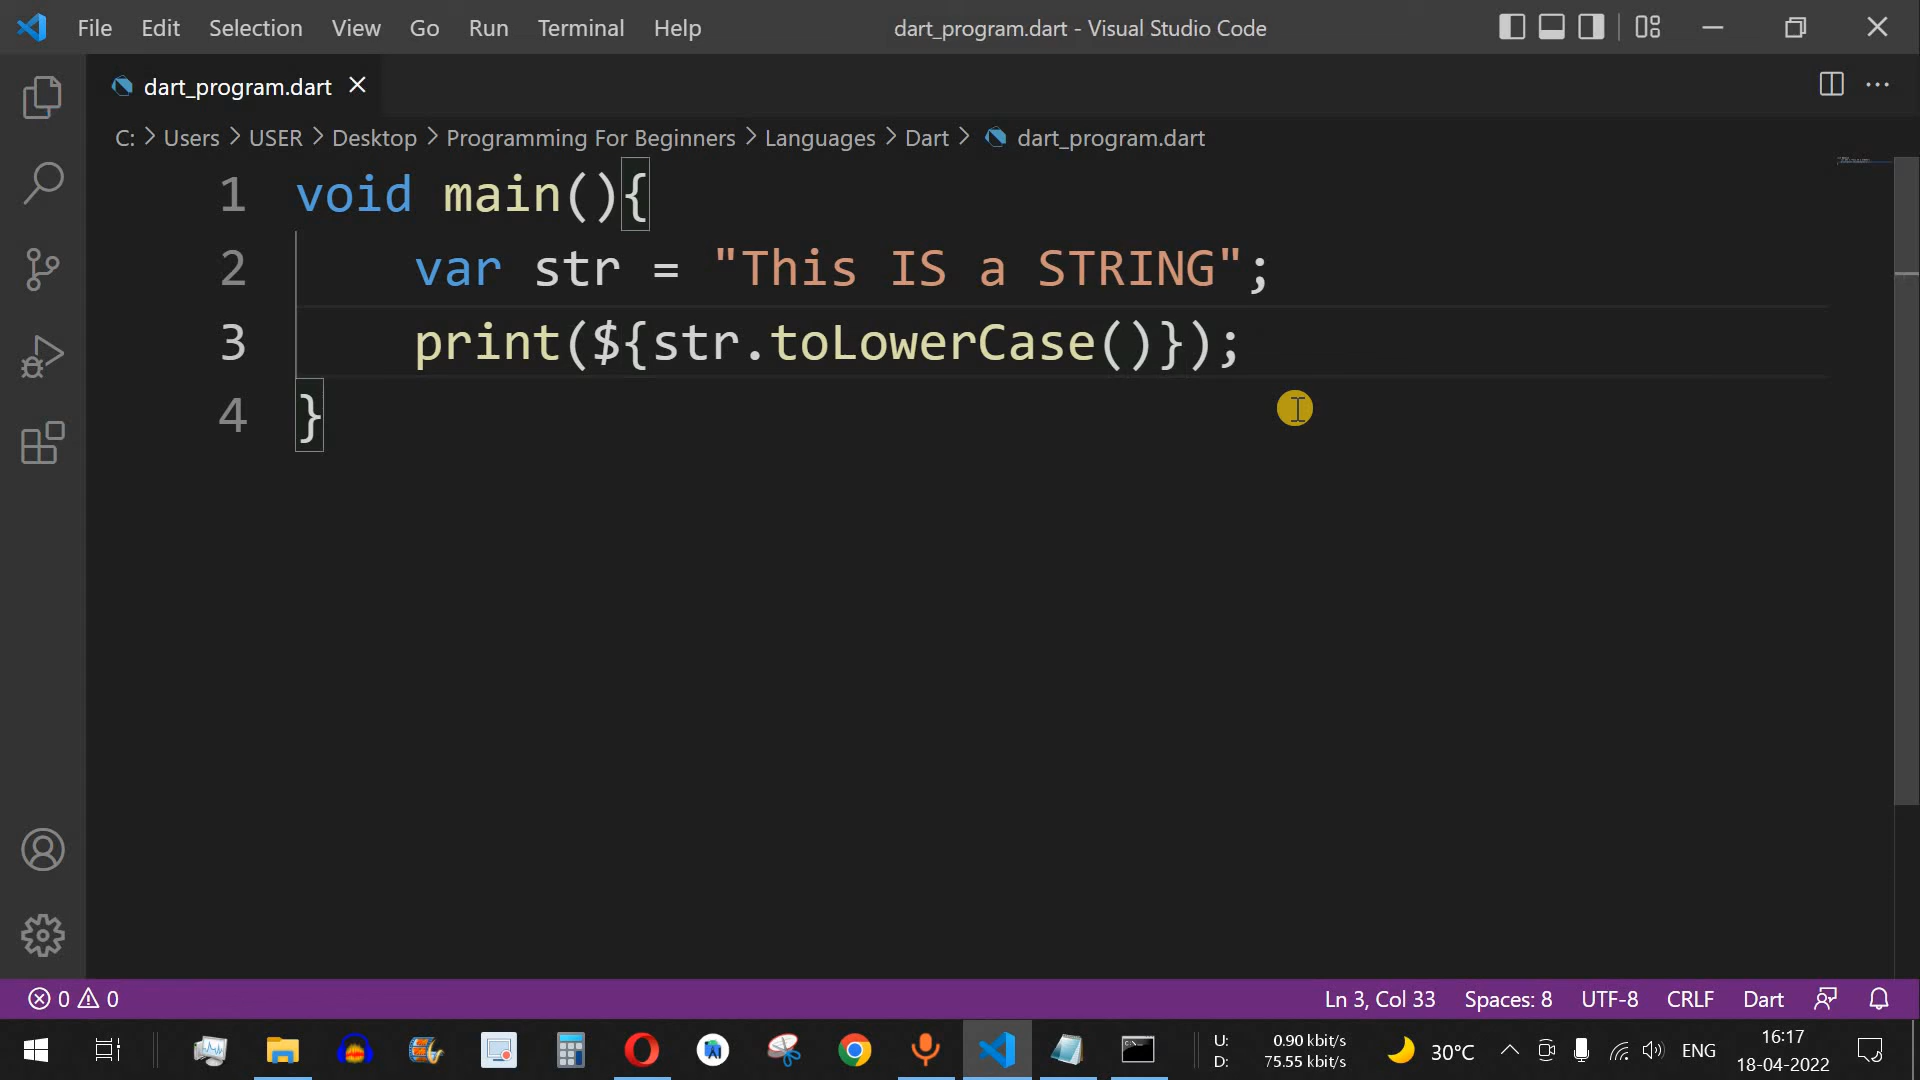 File Edit Selection View Go Run Terminal Help dart_program.dart - Visual Studio Code
dart_program.dart
C: > Users > USER > Desktop > Programming For Beginners > Languages > Dart > dart_program.dart
1 void main(){
2 var str = "This IS a STRING";
3 print(${str.toLowerCase()});
4 }
0 0 Ln 3, Col 33 Spaces: 8 UTF-8 CRLF Dart
U: 0.90 kbit/s
D: 75.55 kbit/s
30°C ENG
16:17
18-04-2022